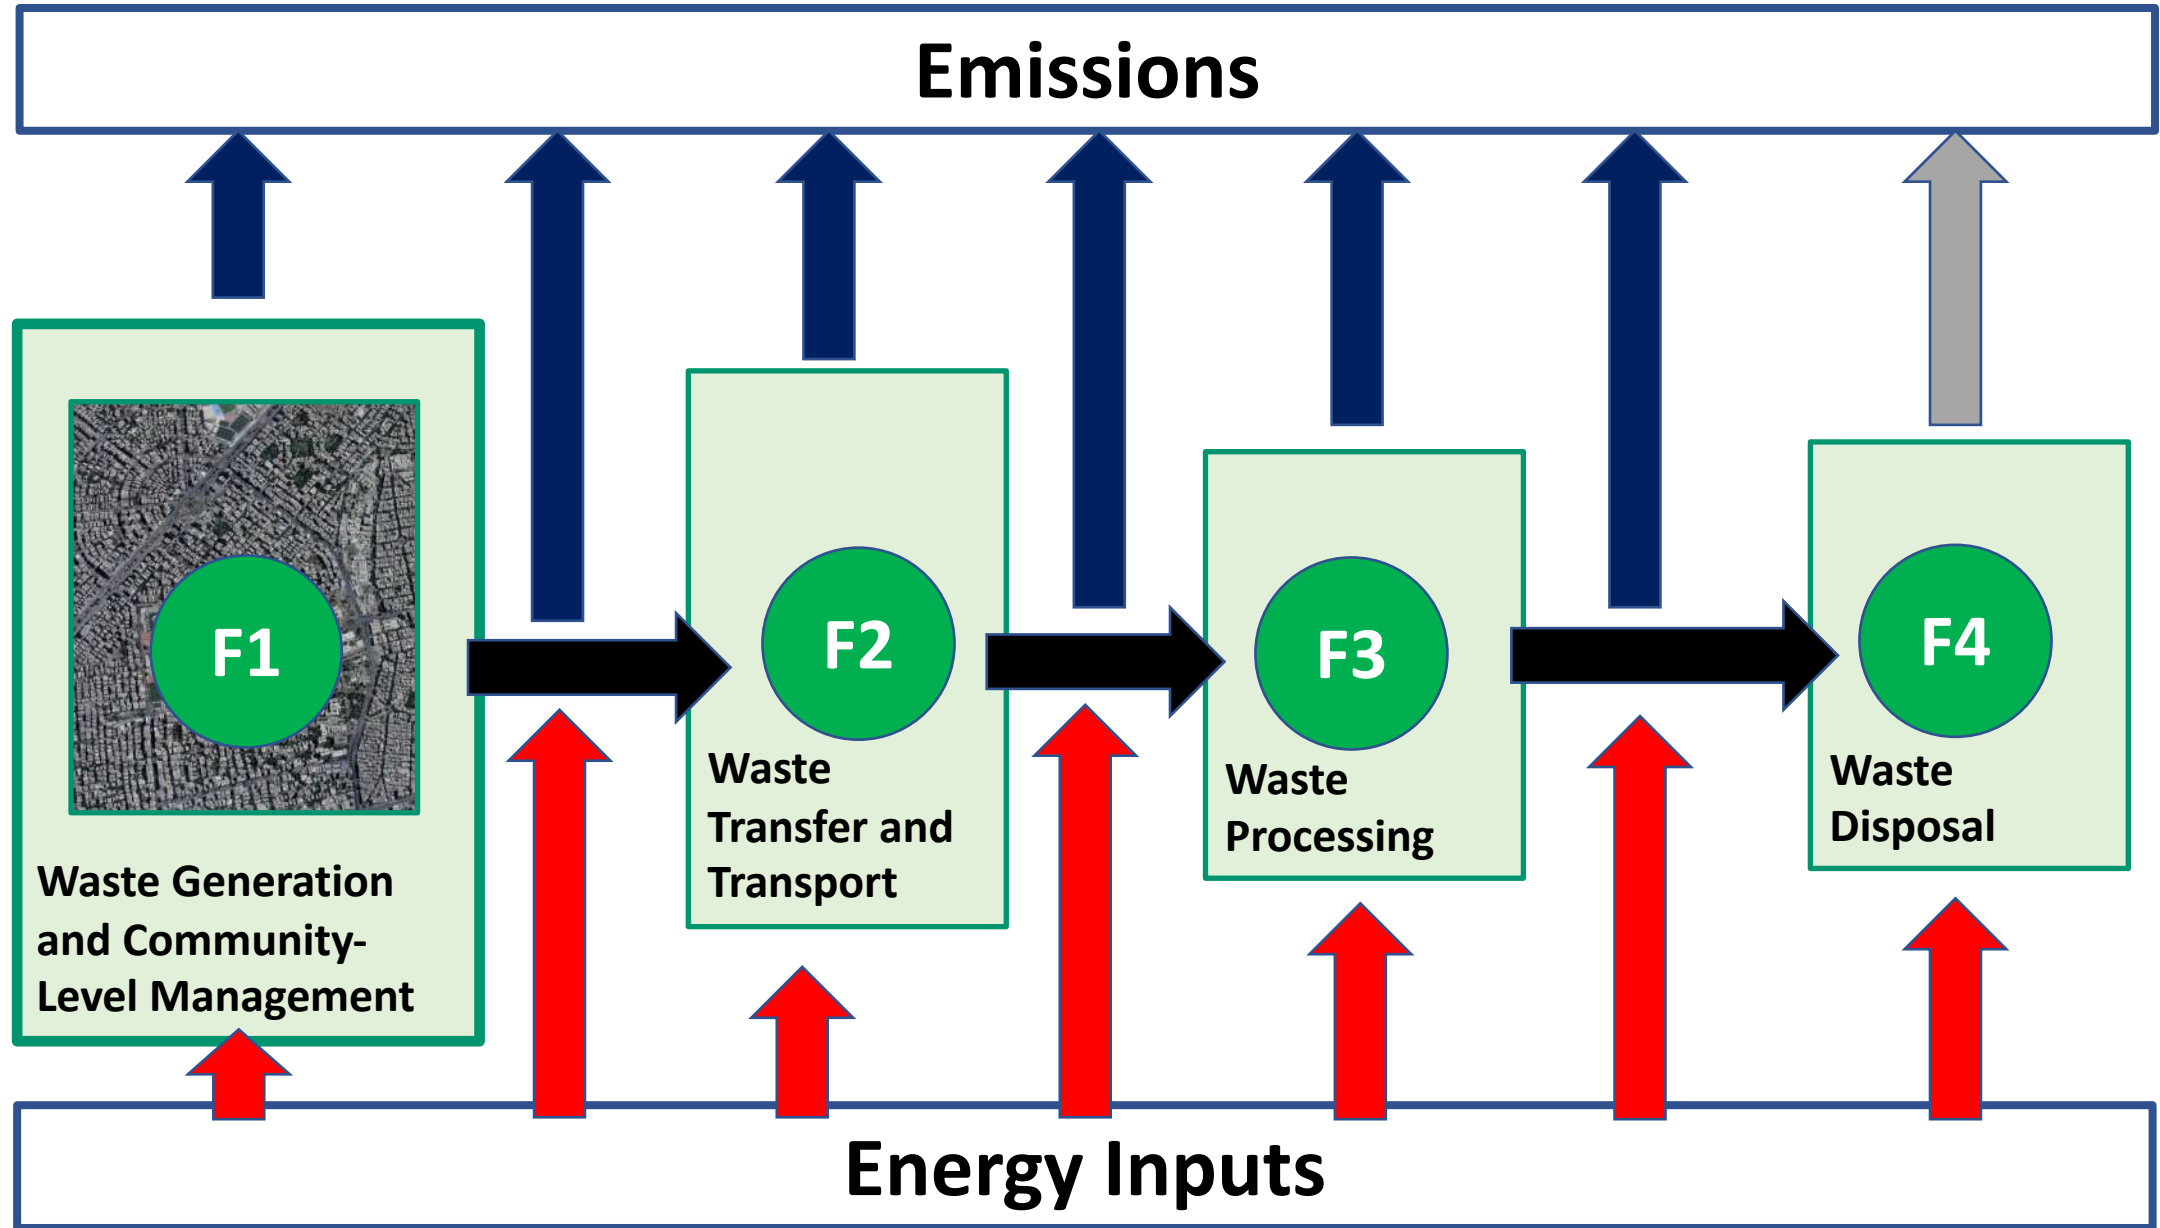 Emissions
F1
Waste Generation
and Community-
Level Management
F2
Waste
Transfer and
Transport
F3
Waste
Processing
F4
Waste
Disposal
Energy Inputs